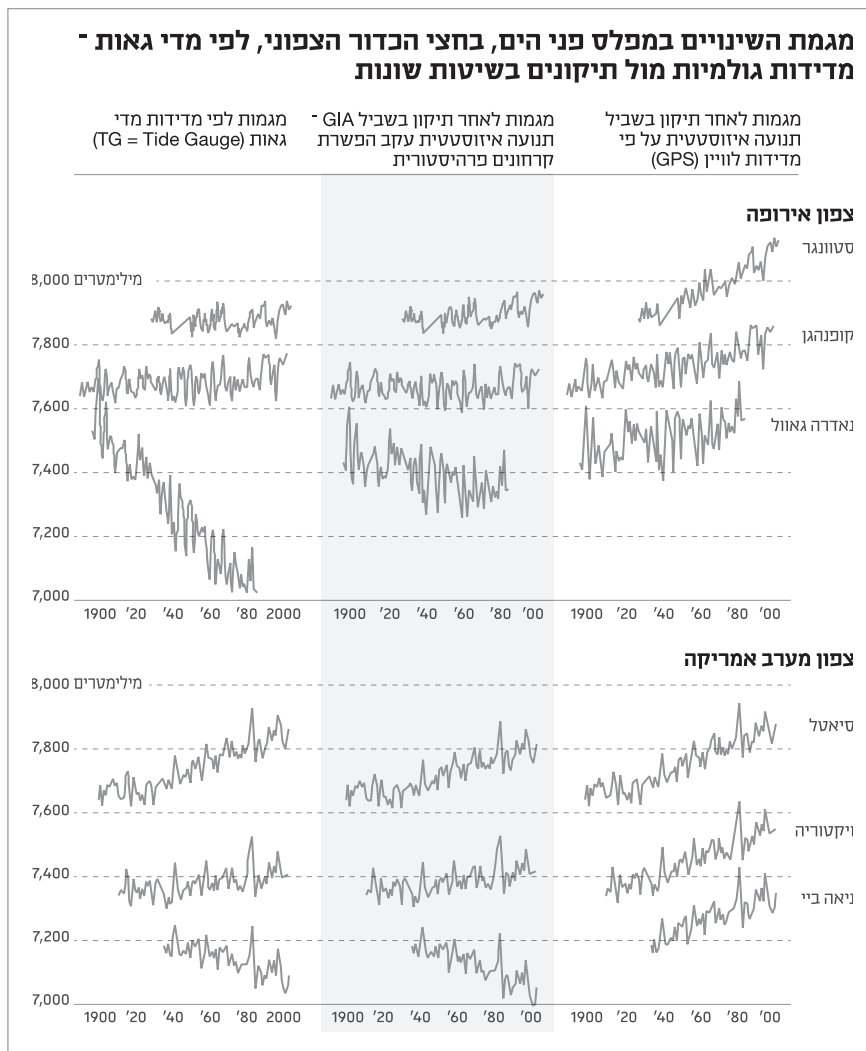 מגמת השינויים במפלס פני הים, בחצי הכדור הצפוני, לפי מדי גאות -
מדידות גולמיות מול תיקונים בשיטות שונות
מגמות לפי מדידות מדי
גאות (TG = Tide Gauge)
מגמות לאחר תיקון בשביל GIA -
תנועה איזוסטטית עקב הפשרת
קרחונים פרהיסטורית
מגמות לאחר תיקון בשביל
תנועה איזוסטטית על פי
מדידות לוויין (GPS)
צפון אירופה
סטוונגר
8,000 מילימטרים
קופנהגן
7,800
7,600
נאדרה גאוול
7,400
7,200
7,000
1900 '20 '40 '60 '80 2000
1900 '20 '40 '60 '80 '00
1900 '20 '40 '60 '80 '00
צפון מערב אמריקה
8,000 מילימטרים
סיאטל
7,800
7,600
ויקטוריה
7,400
ניאה ביי
7,200
7,000
1900 '20 '40 '60 '80 2000
1900 '20 '40 '60 '80 '00
1900 '20 '40 '60 '80 '00